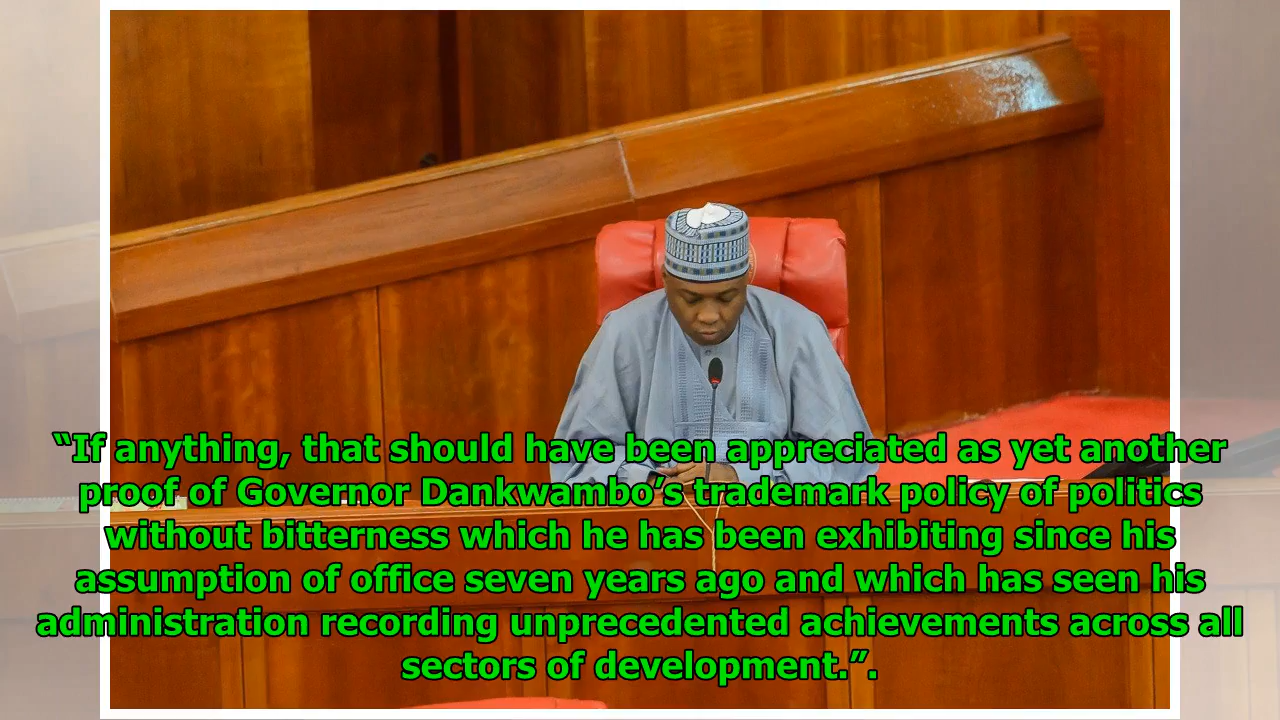 “If anything, that should have been appreciated as yet another
proof of Governor Dankwambo’s trademark policy of politics
without bitterness which he has been exhibiting since his
assumption of office seven years ago and which has seen his
administration recording unprecedented achievements across all
sectors of development.”.